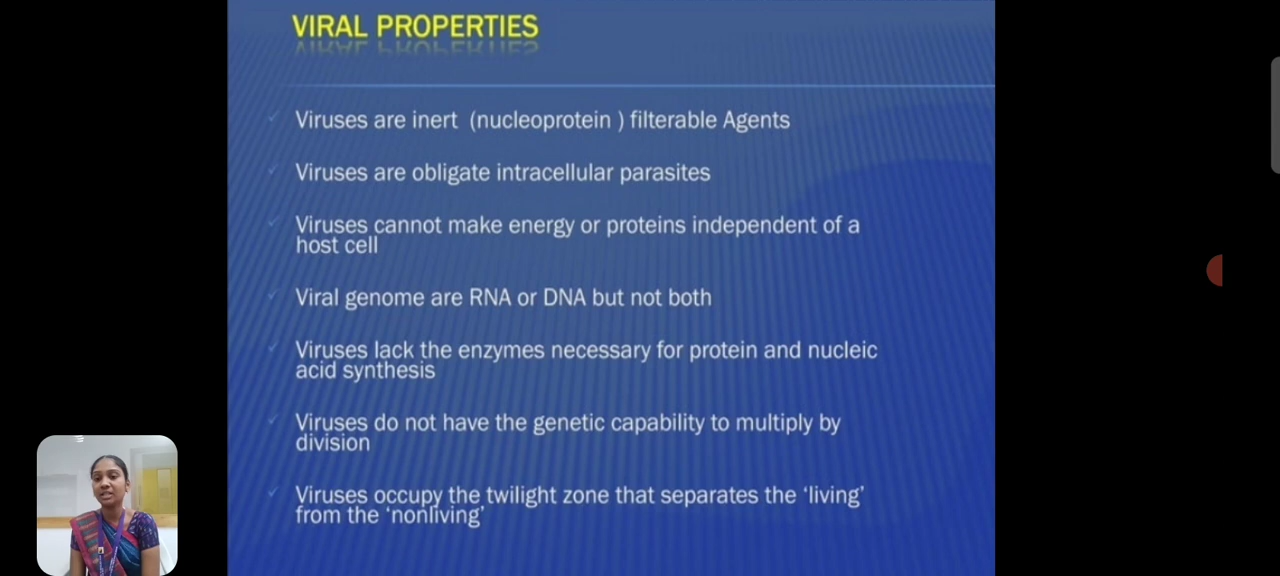 VIRAL PROPERTIES
Viruses are inert (nucleoprotein ) filterable Agents
Viruses are obligate intracellular parasites
Viruses cannot make energy or proteins independent of a
host cell
Viral genome are RNA or DNA but not both
Viruses lack the enzymes necessary for protein and nucleic
acid synthesis
Viruses do not have the genetic capability to multiply by
division
Viruses occupy the twilight zone that separates the ‘living’
from the ‘nonliving’